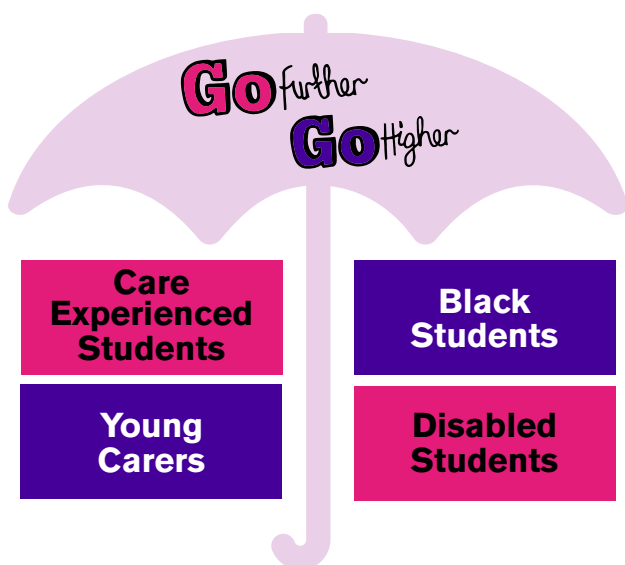 Go Further
Go Higher
Care
Experienced
Students
Black
Students
Young
Carers
Disabled
Students